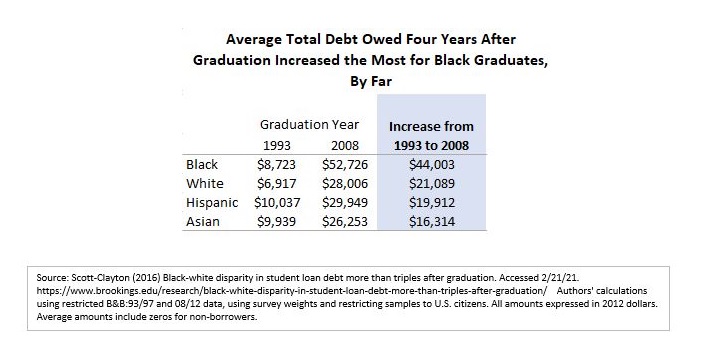 Average Total Debt Owed Four Years After
Graduation Increased the Most for Black Graduates,
By Far
Graduation Year Increase from
1993 2008 1993 to 2008
Black $8,723 $52,726 $44,003
White $6,917 $28,006 $21,089
Hispanic $10,037 $29,949 $19,912
Asian $9,939 $26,253 $16,314
Source: Scott-Clayton (2016) Black-white disparity in student loan debt more than triples after graduation. Accessed 2/21/21.
https://www.brookings.edu/research/black-white-disparity-in-student-loan-debt-more-than-triples-after-graduation/ Authors' calculations
using restricted B&B:93/97 and 08/12 data, using survey weights and restricting samples to U.S. citizens. All amounts expressed in 2012 dollars.
Average amounts include zeros for non-borrowers.